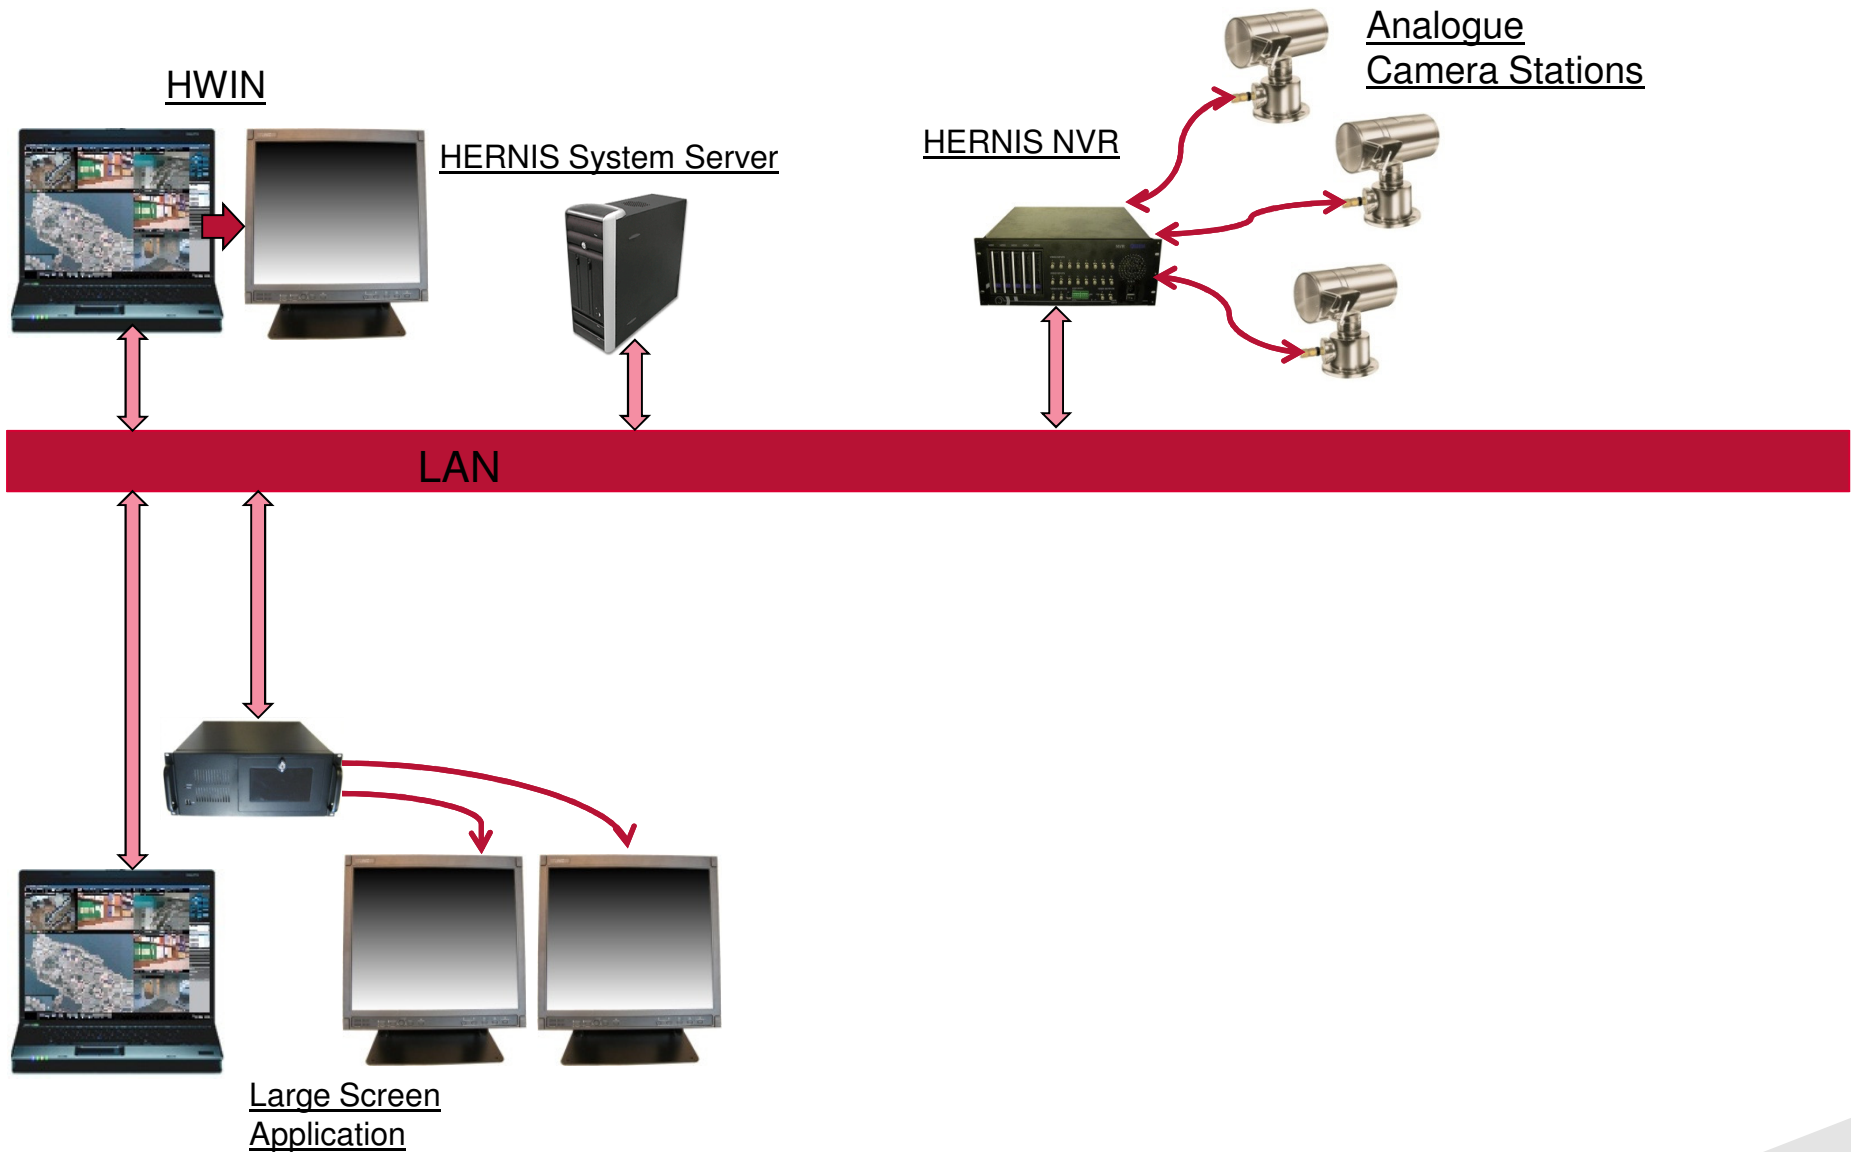 HWIN
HERNIS System Server
HERNIS NVR
Analogue
Camera Stations
LAN
Large Screen
Application